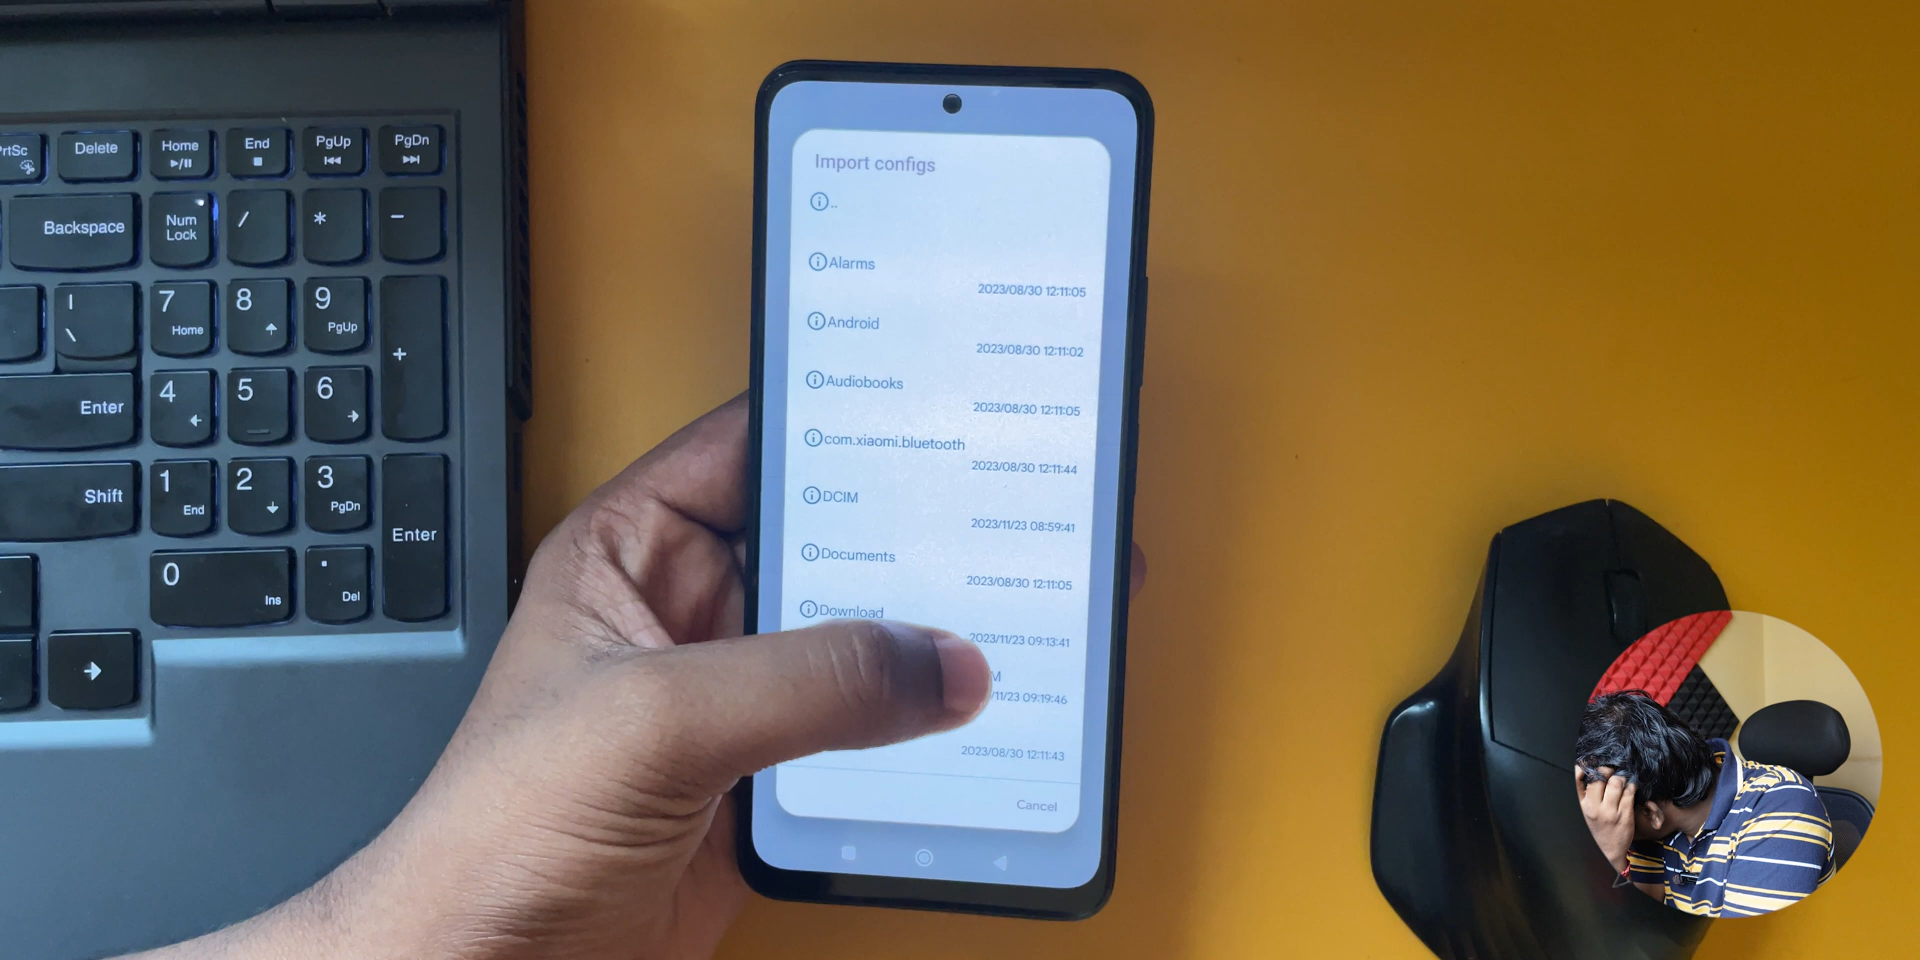 rtSc
Delete
Home
End
PgUp
PgDn
Backspace
Num
Lock
/
*
-
|
\
7
Home
8
9
PgUp
+
Enter
4
5
6
Shift
1
End
2
3
PgDn
Enter
0
Ins
.
Del
Import configs
..
Alarms
2023/08/30 12:11:05
Android
2023/08/30 12:11:02
Audiobooks
2023/08/30 12:11:05
com.xiaomi.bluetooth
2023/08/30 12:11:44
DCIM
2023/11/23 08:59:41
Documents
2023/08/30 12:11:05
Download
2023/11/23 09:13:41
M
/11/23 09:19:46
2023/08/30 12:11:43
Cancel